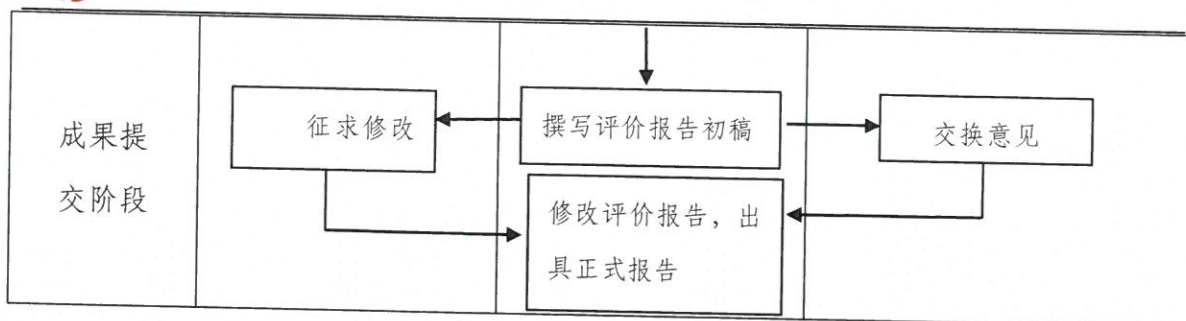 成果提
交阶段
征求修改
撰写评价报告初稿
交换意见
修改评价报告，出
具正式报告